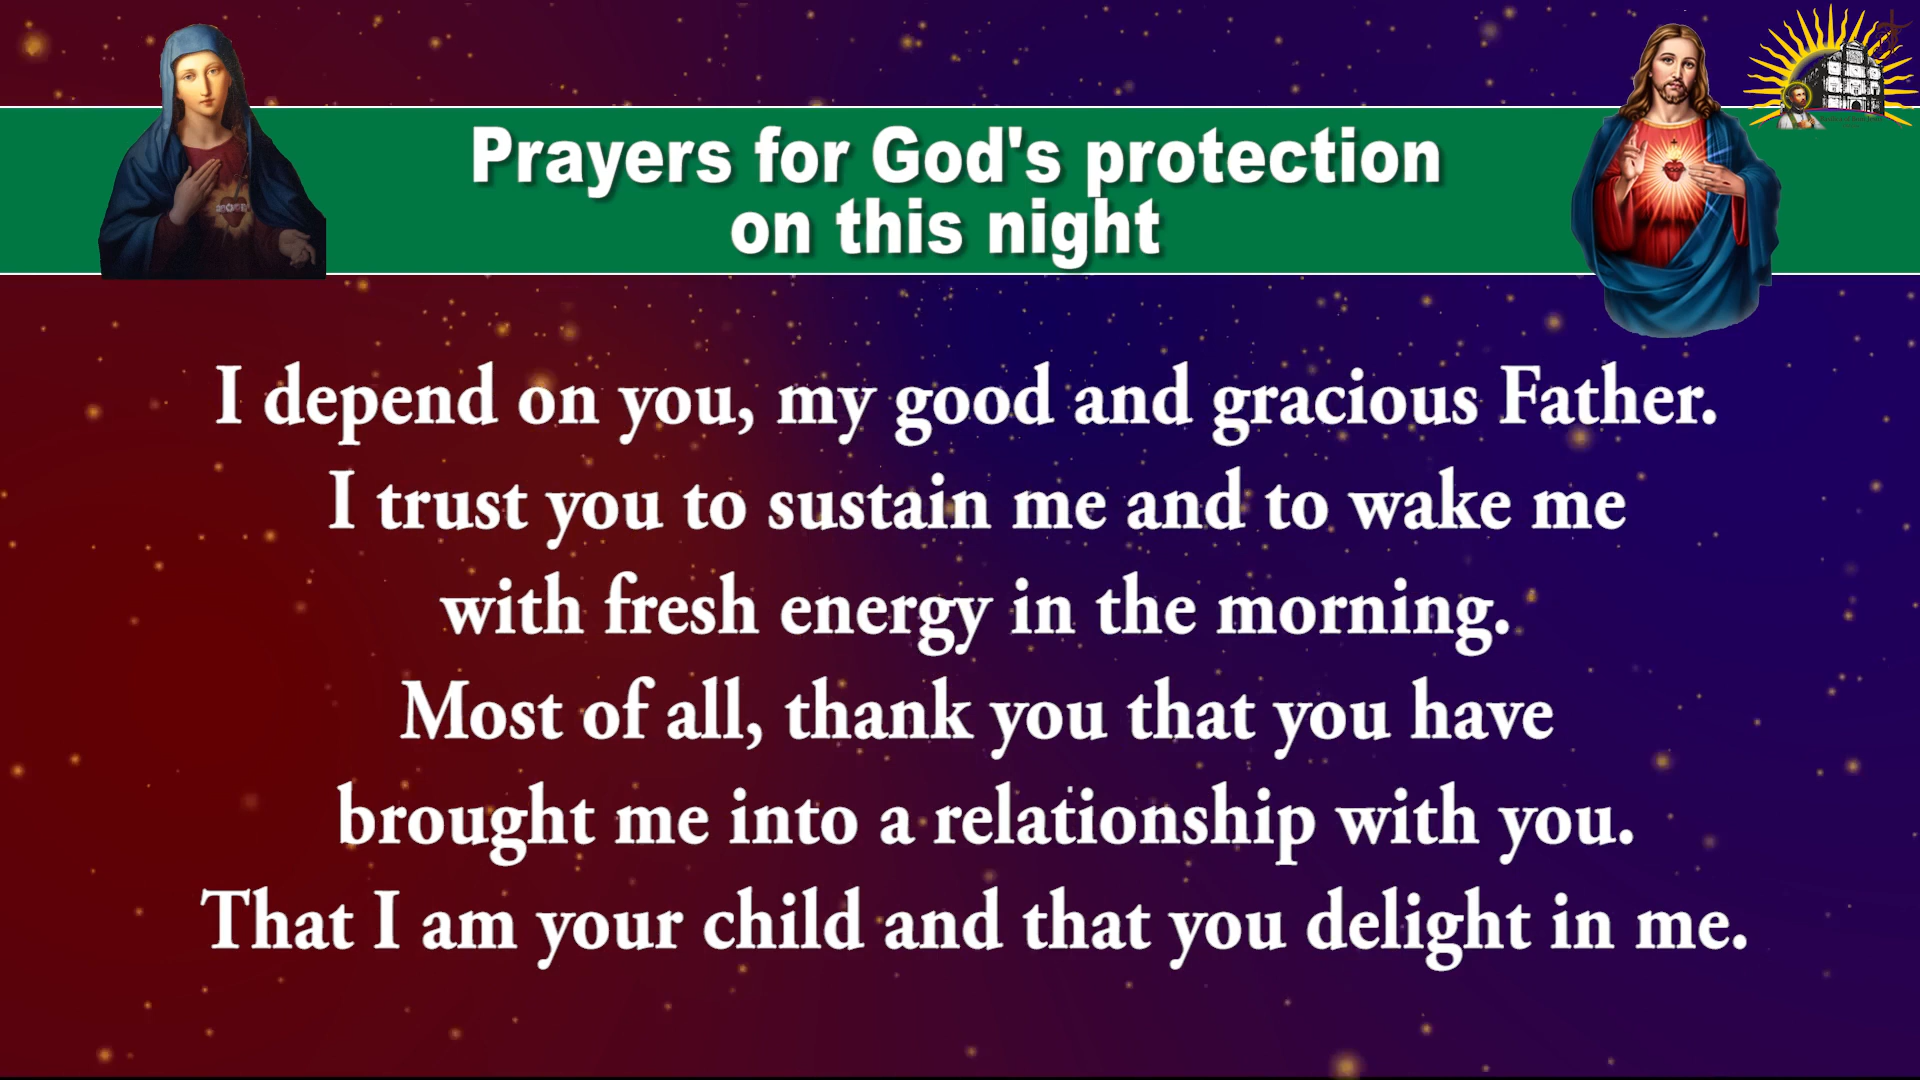 Prayers for God's protection
on this night
I depend on you, my good and gracious Father.
I trust you to sustain me and to wake me
with fresh energy in the morning.
Most of all, thank you that you have
brought me into a relationship with you.
That I am your child and that you delight in me.